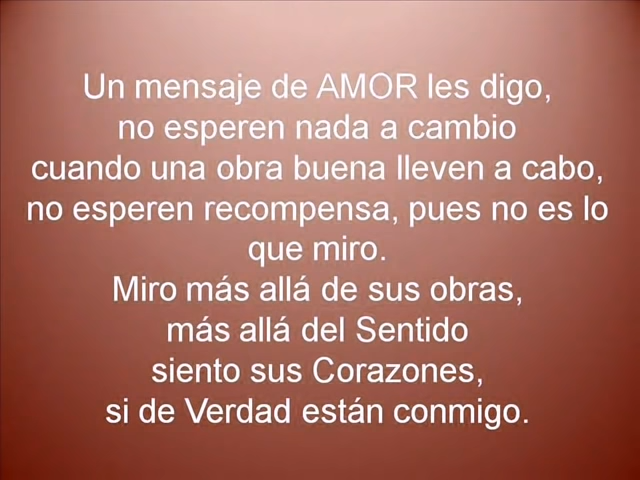 Un mensaje de AMOR les digo,
no esperen nada a cambio
cuando una obra buena lleven a cabo,
no esperen recompensa, pues no es lo
que miro.
Miro más allá de sus obras,
más allá del Sentido
siento sus Corazones,
si de Verdad están conmigo.